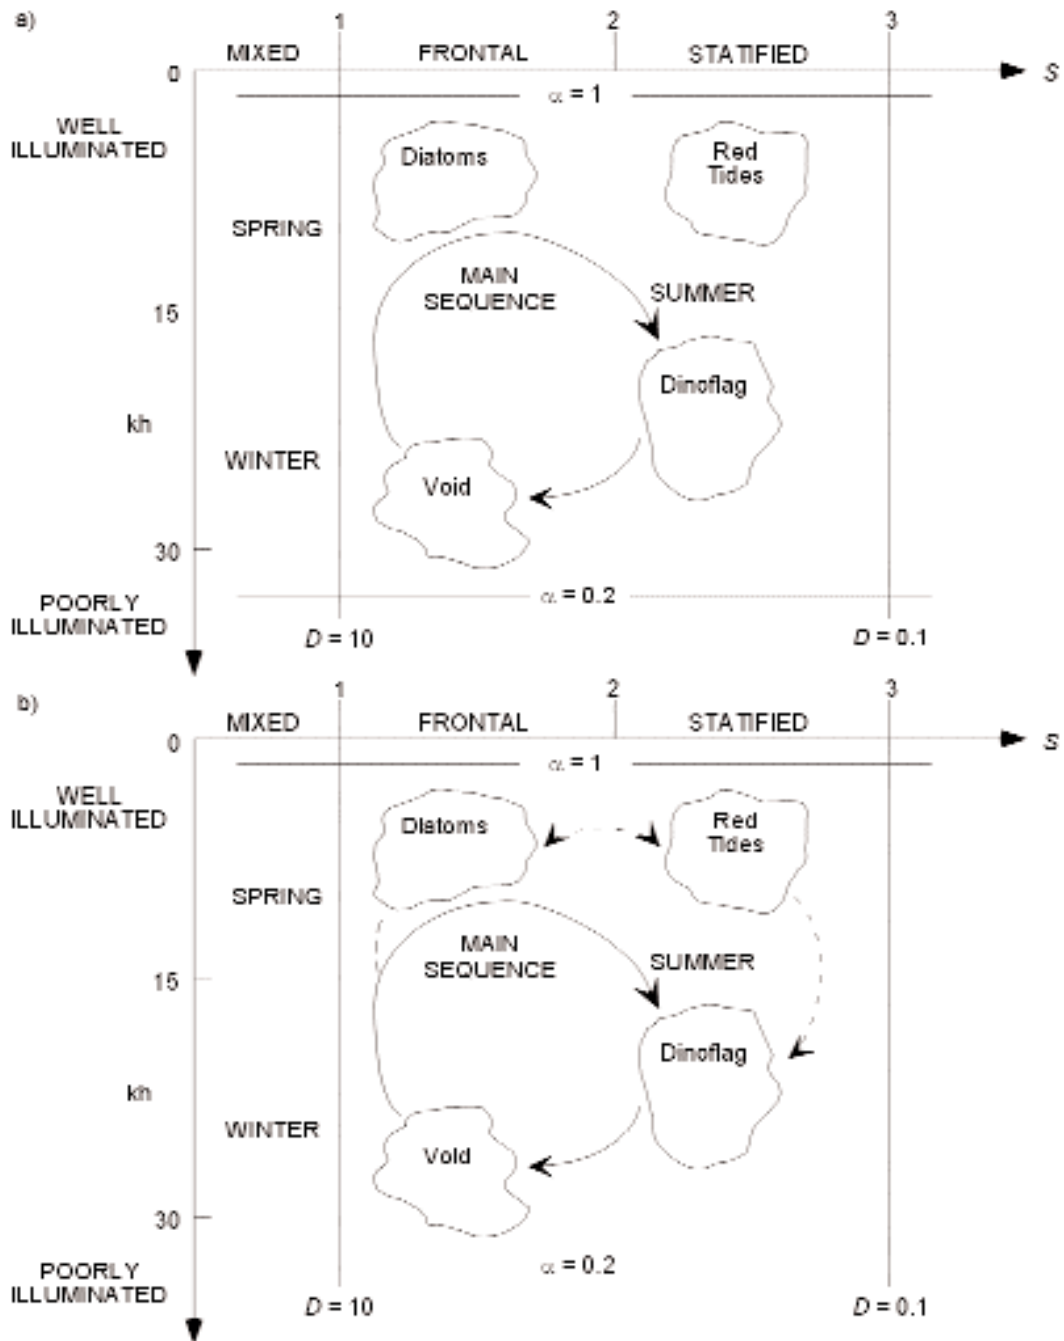 a)
1 2 3
MIXED FRONTAL STATIFIED
0 S
α = 1
WELL
ILLUMINATED
Diatoms
Red
Tides
SPRING
MAIN
SEQUENCE
SUMMER
15
Dinoflag
kh
WINTER
Void
30
POORLY
ILLUMINATED
α = 0.2
D = 10 D = 0.1
b)
1 2 3
MIXED FRONTAL STATIFIED
0 S
α = 1
WELL
ILLUMINATED
Diatoms
Red
Tides
SPRING
MAIN
SEQUENCE
SUMMER
15
Dinoflag
kh
WINTER
Void
30
POORLY
ILLUMINATED
α = 0.2
D = 10 D = 0.1